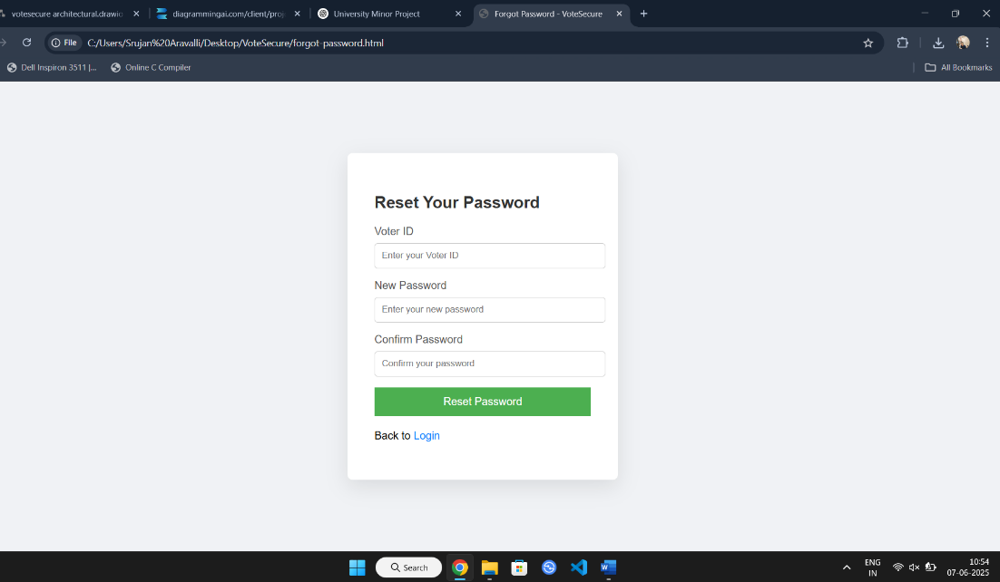 votesecure architectural.drawio
diagrammingai.com/client/proj
University Minor Project
Forgot Password - VoteSecure
File
C:/Users/Srujan%20Aravalli/Desktop/VoteSecure/forgot-password.html
Dell Inspiron 3511 |...
Online C Compiler
All Bookmarks
Reset Your Password
Voter ID
Enter your Voter ID
New Password
Enter your new password
Confirm Password
Confirm your password
Reset Password
Back to Login
Search
ENG
IN
10:54
07-06-2025